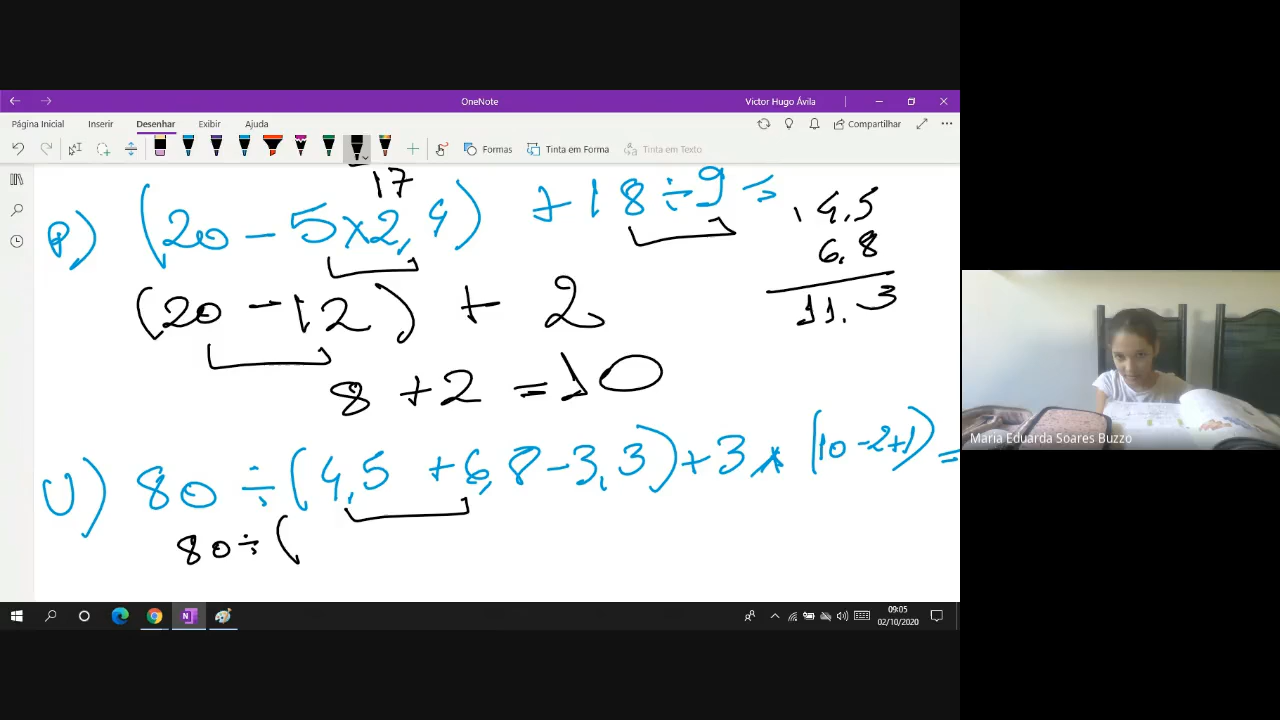 OneNote
Victor Hugo Ávila
Página Inicial Inserir Desenhar Exibir Ajuda
Compartilhar
Formas Tinta em Forma Tinta em Texto
17
P) (20 - 5x2,4) + 18 ÷ 9 =
4,5
6,8
11,3
(20 - 12) + 2
8 + 2 = 10
U) 80 ÷ (4,5 + 6,8 - 3,3) + 3 x (10 - 2 + 1) =
80 ÷ (
Maria Eduarda Soares Buzzo
09:05
02/10/2020